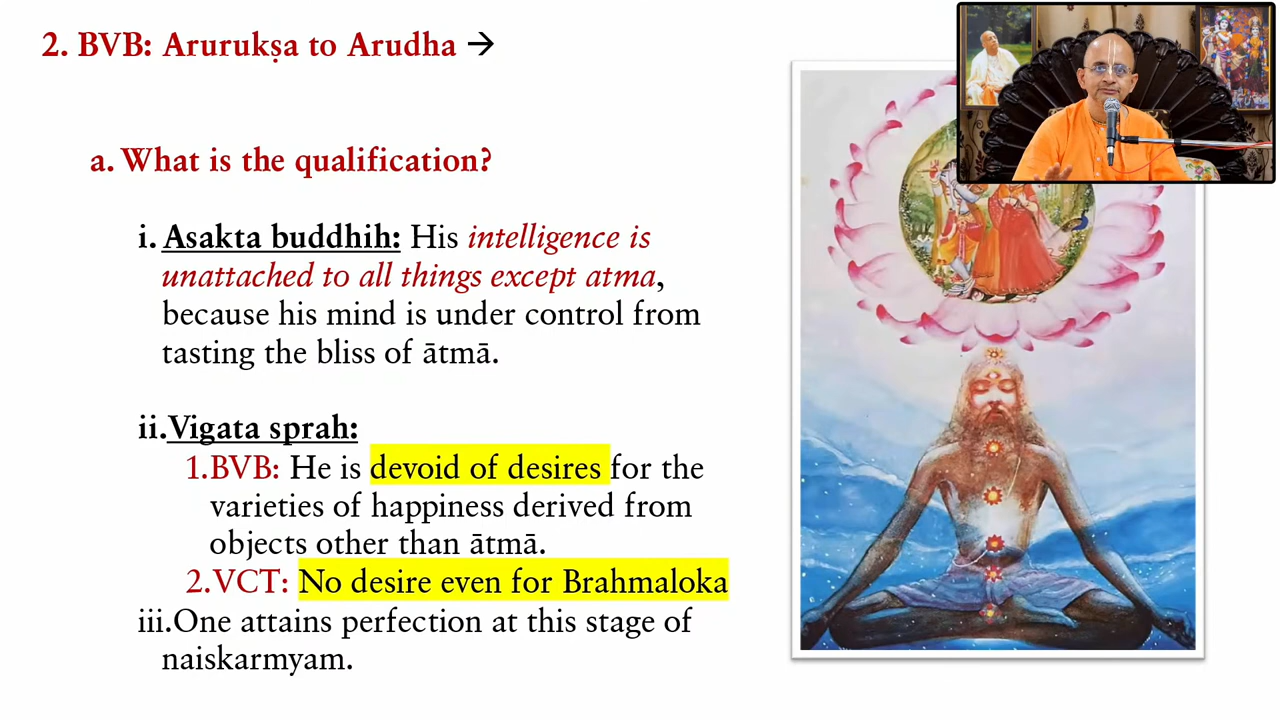 2. BVB: Arurukṣa to Arudha →
a. What is the qualification?
i. Asakta buddhih: His intelligence is
unattached to all things except atma,
because his mind is under control from
tasting the bliss of ātmā.
ii.Vigata sprah:
1.BVB: He is devoid of desires for the
varieties of happiness derived from
objects other than ātmā.
2.VCT: No desire even for Brahmaloka
iii.One attains perfection at this stage of
naiskarmyam.